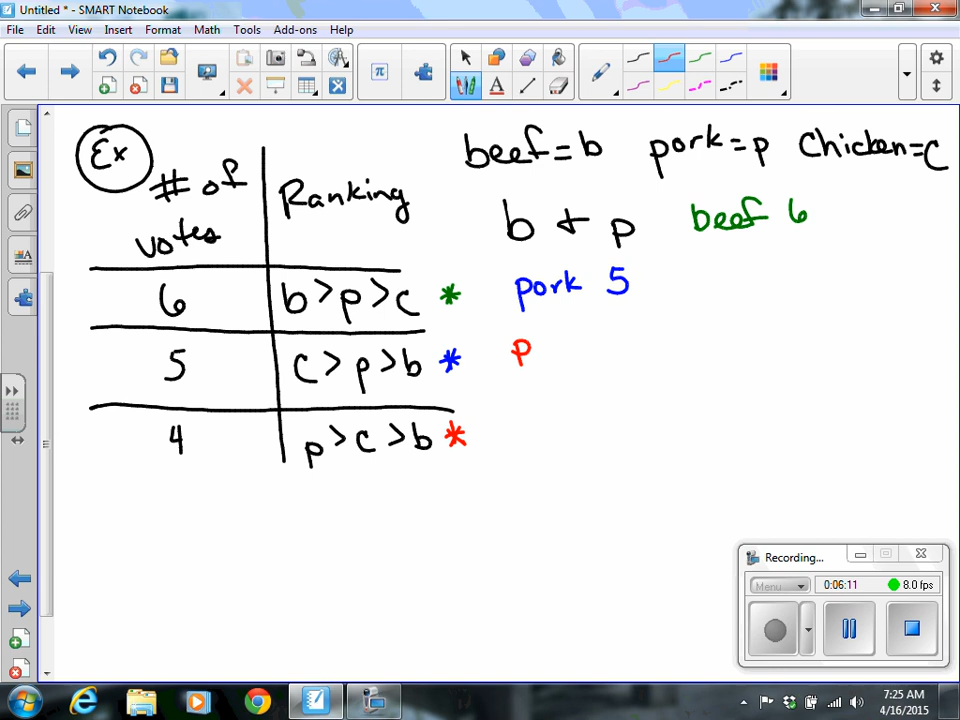 Untitled * - SMART Notebook
File Edit View Insert Format Math Tools Add-ons Help
Ex
# of votes
Ranking
beef = b pork = p Chicken = C
b + p beef 6
6 b > p > c * pork 5
5 c > p > b * p
4 p > c > b *
Recording...
Menu 0:06:11 8.0 fps
7:25 AM
4/16/2015